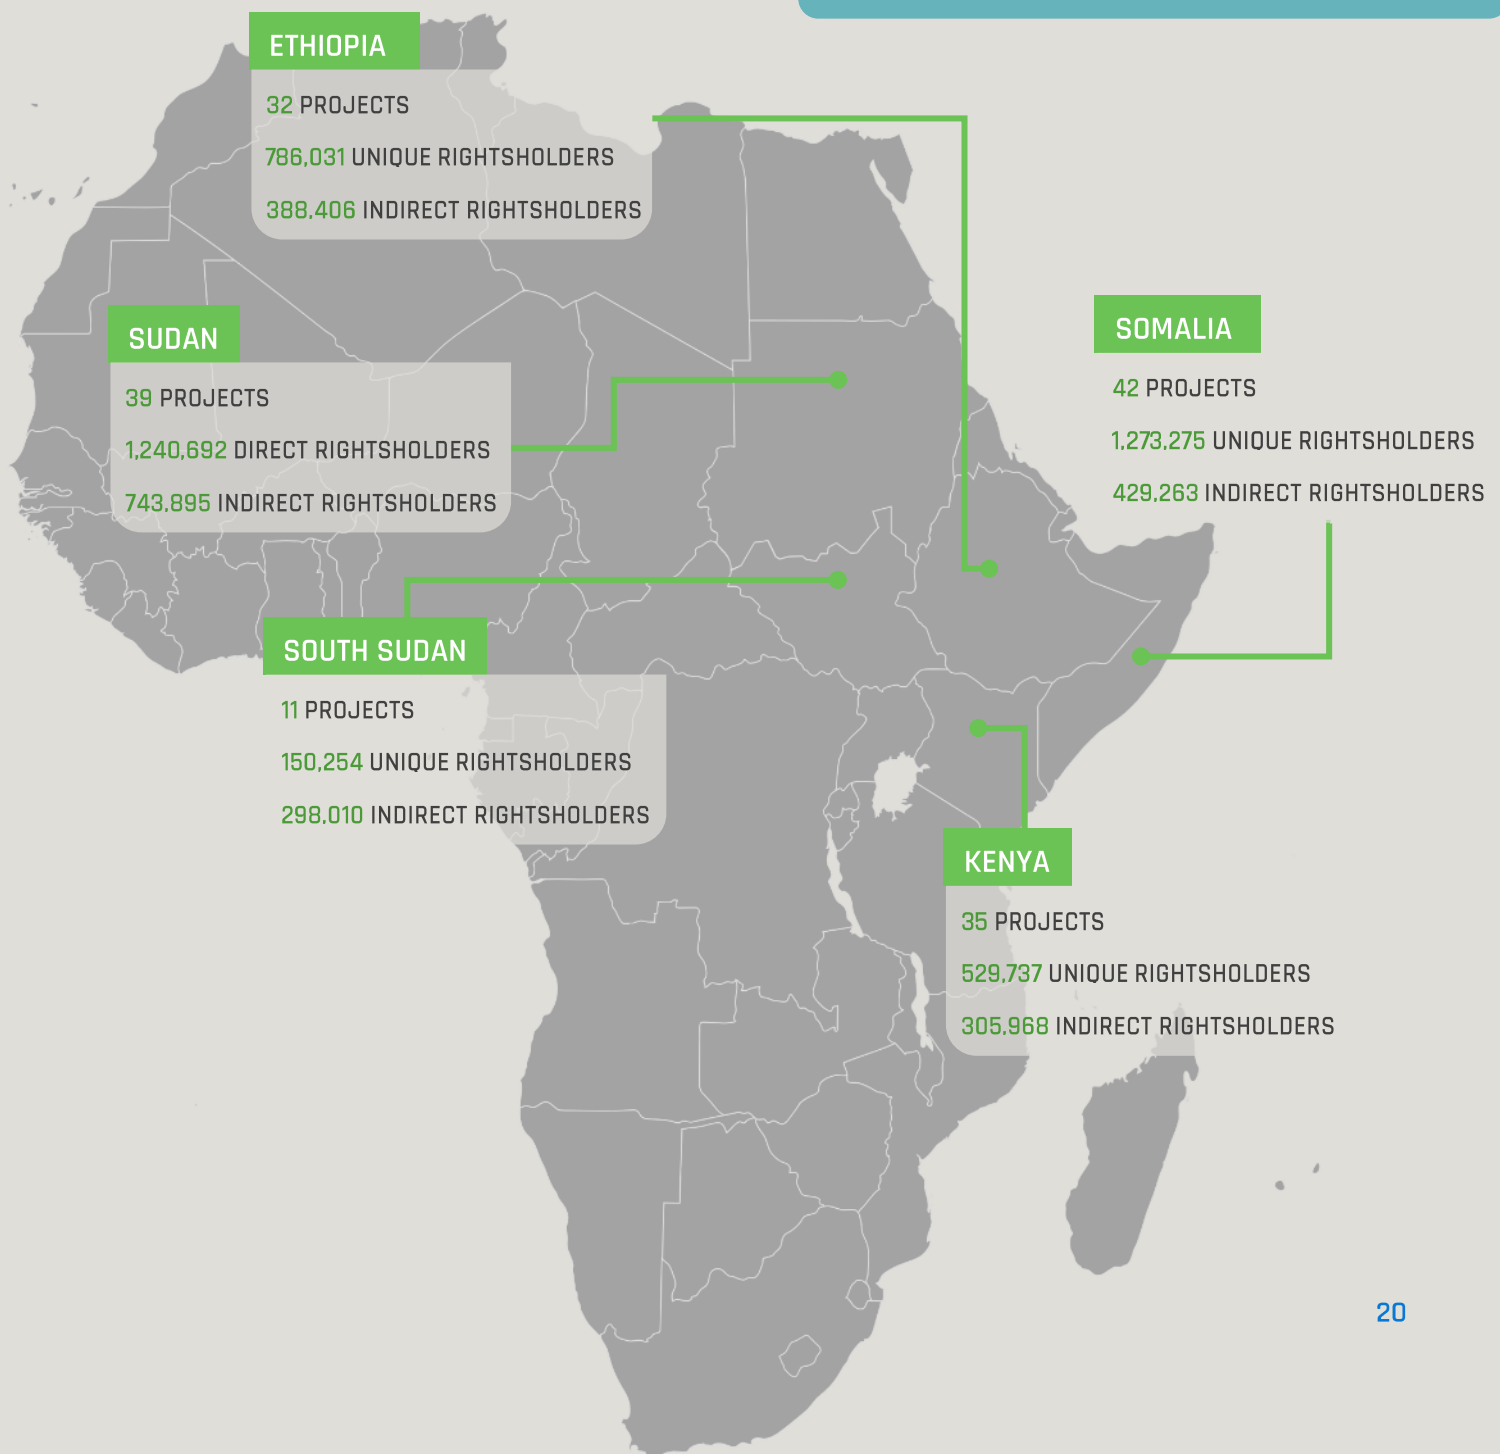 ETHIOPIA
32 PROJECTS
786,031 UNIQUE RIGHTSHOLDERS
388,406 INDIRECT RIGHTSHOLDERS
SUDAN
39 PROJECTS
1,240,692 DIRECT RIGHTSHOLDERS
743,895 INDIRECT RIGHTSHOLDERS
SOMALIA
42 PROJECTS
1,273,275 UNIQUE RIGHTSHOLDERS
429,263 INDIRECT RIGHTSHOLDERS
SOUTH SUDAN
11 PROJECTS
150,254 UNIQUE RIGHTSHOLDERS
298,010 INDIRECT RIGHTSHOLDERS
KENYA
35 PROJECTS
529,737 UNIQUE RIGHTSHOLDERS
305,968 INDIRECT RIGHTSHOLDERS
20